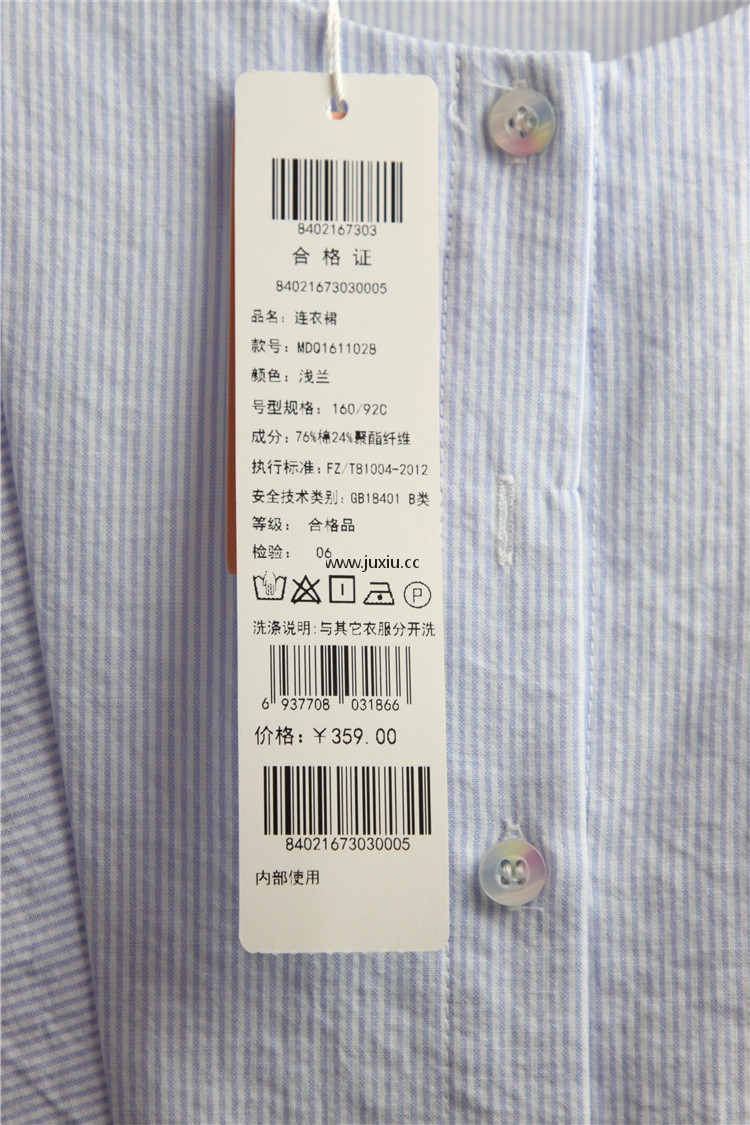 8402167303
合格证
84021673030005
品名：连衣裙
款号：MDQ1611028
颜色：浅兰
号型规格：160/92C
成分：76%棉24%聚酯纤维
执行标准：FZ/T81004-2012
安全技术类别：GB18401 B类
等级： 合格品
检验： 06
www.juxiu.cc
P
洗涤说明:与其它衣服分开洗
6 937708 031866
价格：￥359.00
84021673030005
内部使用